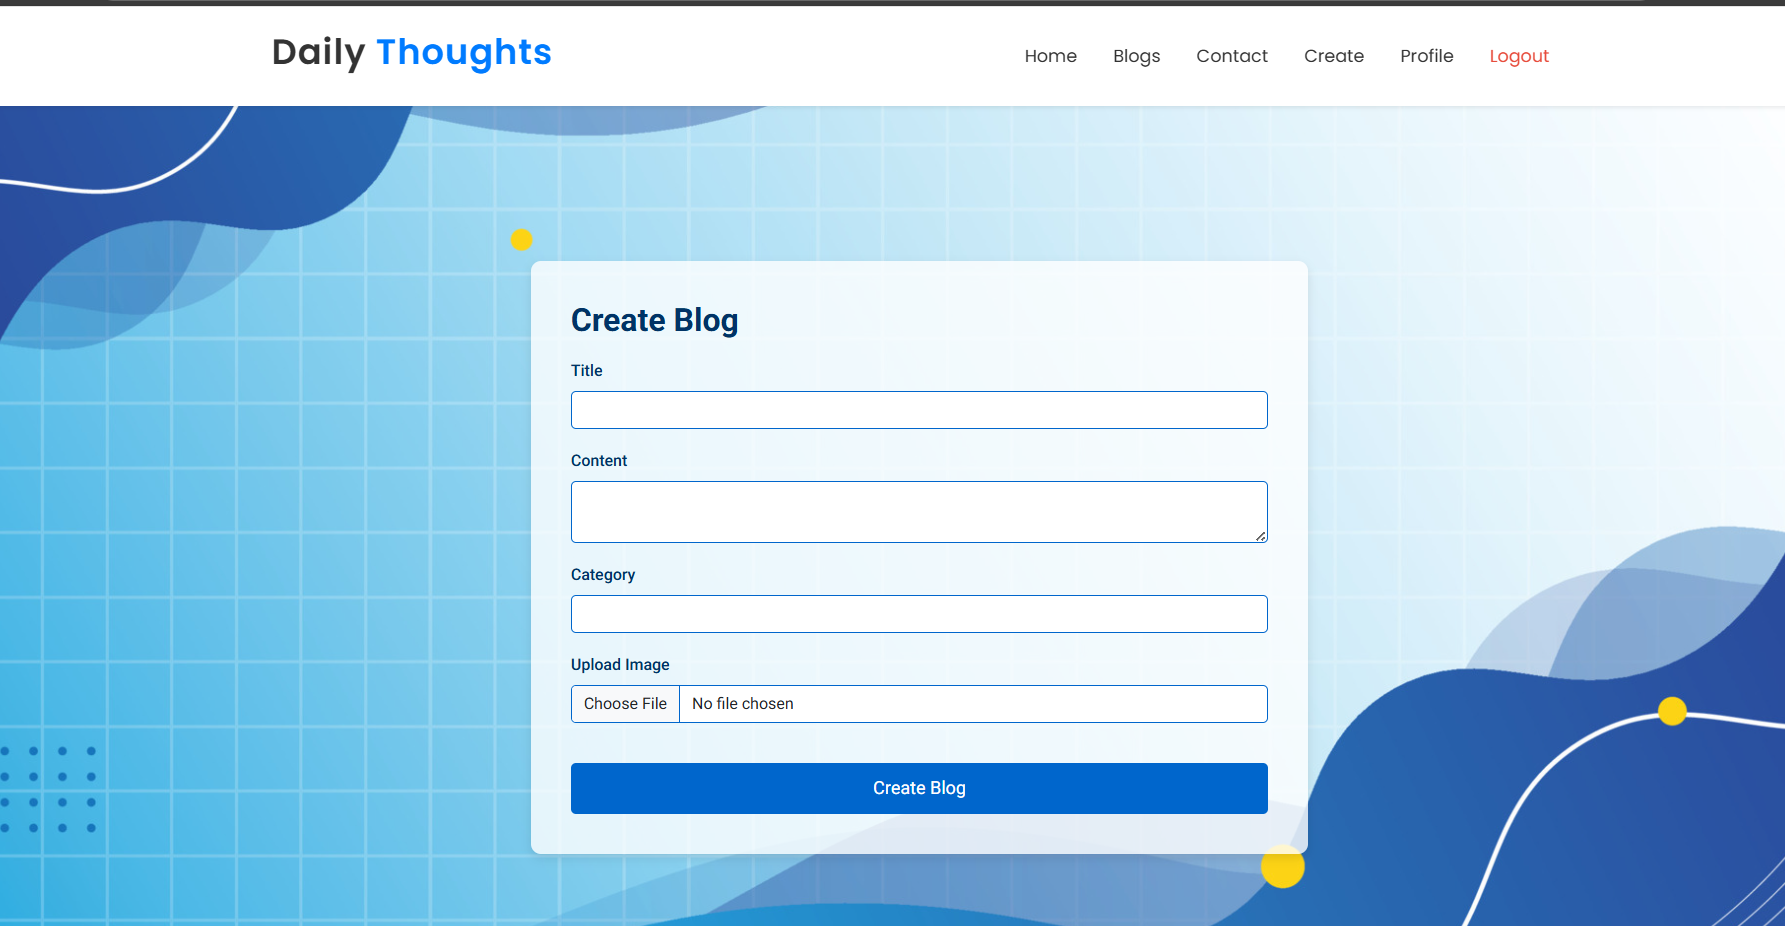 Daily Thoughts
Home Blogs Contact Create Profile Logout
Create Blog
Title
Content
Category
Upload Image
Choose File No file chosen
Create Blog